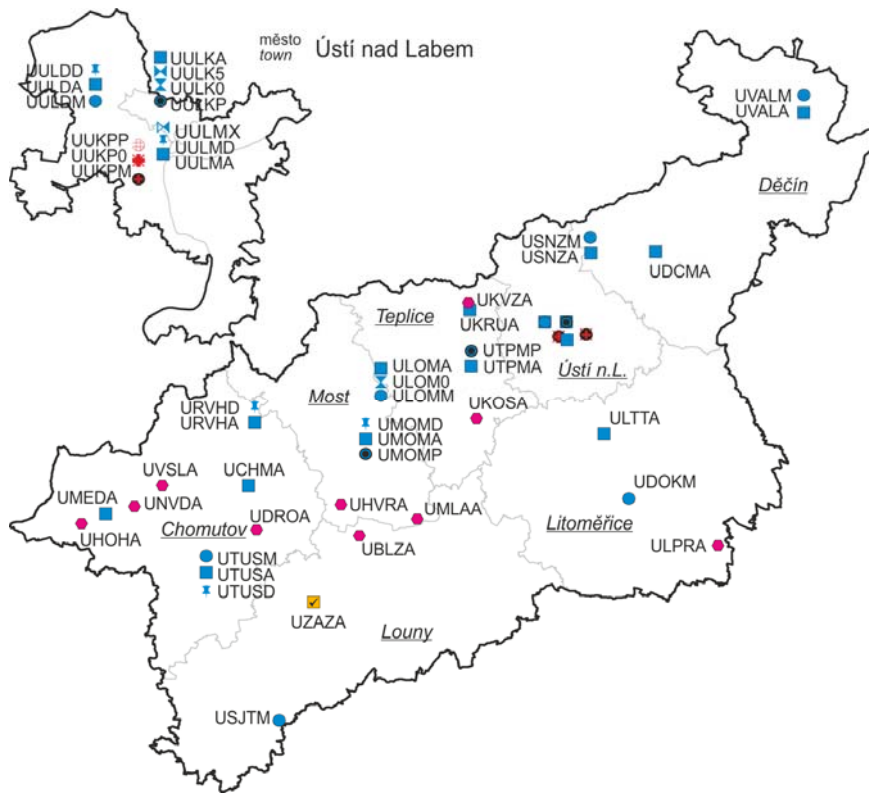 město
town
Ústí nad Labem
UULDD
UULDA
UULDM
UULKA
UULK5
UULK0
UULKP
UULMX
UULMD
UULMA
UUKPP
UUKP0
UUKPM
UVALM
UVALA
Děčín
USNZM
USNZA
UDCMA
Teplice
UKVZA
UKRUA
UTPMP
UTPMA
Ústí n.L.
ULOMA
ULOM0
ULOMM
Most
URVHD
URVHA
UMOMD
UMOMA
UMOMP
UKOSA
ULTTA
UVSLA
UCHMA
UMEDA
UNVDA
UDOKM
UHVRA
UMLAA
Chomutov
UDROA
Litoměřice
UHOHA
UBLZA
ULPRA
UTUSM
UTUSA
UTUSD
UZAZA
Louny
USJTM